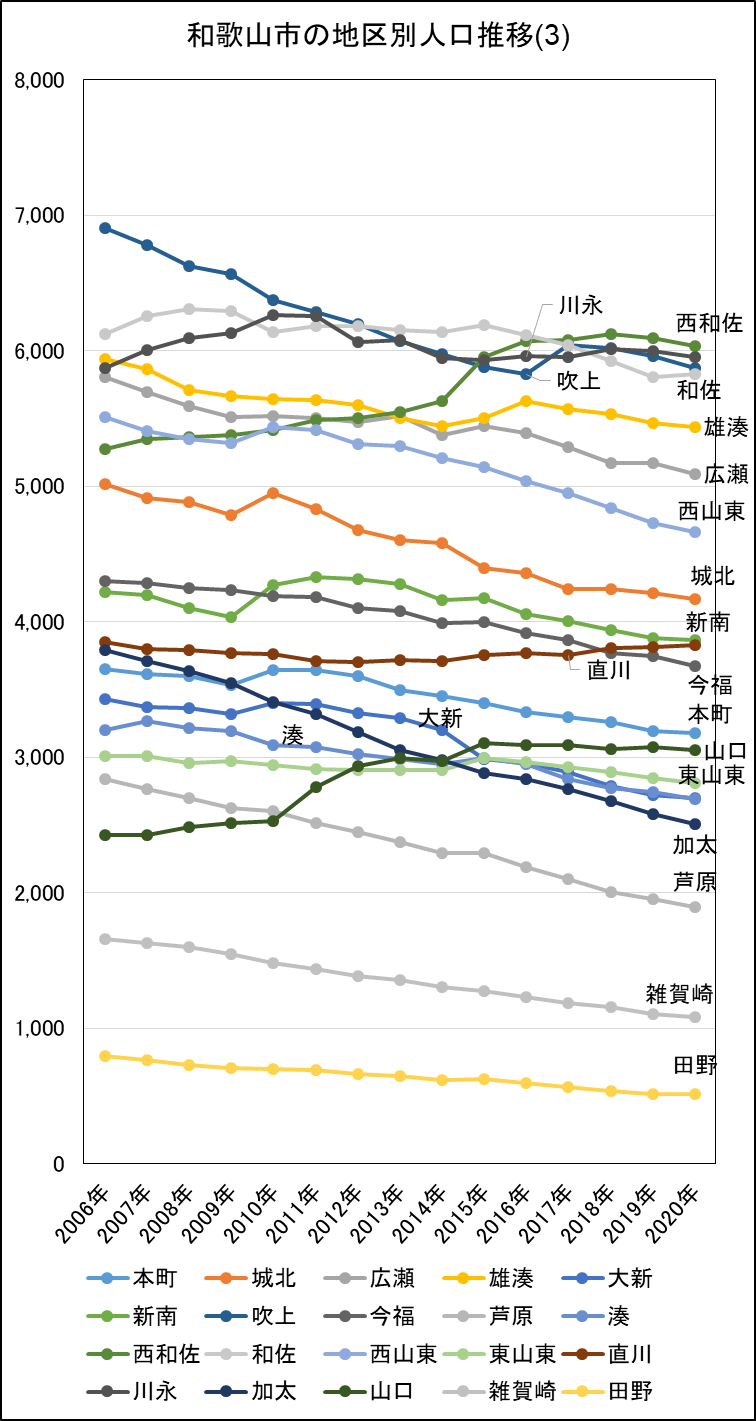 和歌山市の地区別人口推移(3)
8,000
7,000
6,000
5,000
4,000
3,000
2,000
1,000
0
川永
西和佐
吹上
和佐
雄湊
広瀬
西山東
城北
新南
直川
今福
本町
大新
湊
山口
東山東
加太
芦原
雑賀崎
田野
2006年 2007年 2008年 2009年 2010年 2011年 2012年 2013年 2014年 2015年 2016年 2017年 2018年 2019年 2020年
本町 城北 広瀬 雄湊 大新
新南 吹上 今福 芦原 湊
西和佐 和佐 西山東 東山東 直川
川永 加太 山口 雑賀崎 田野